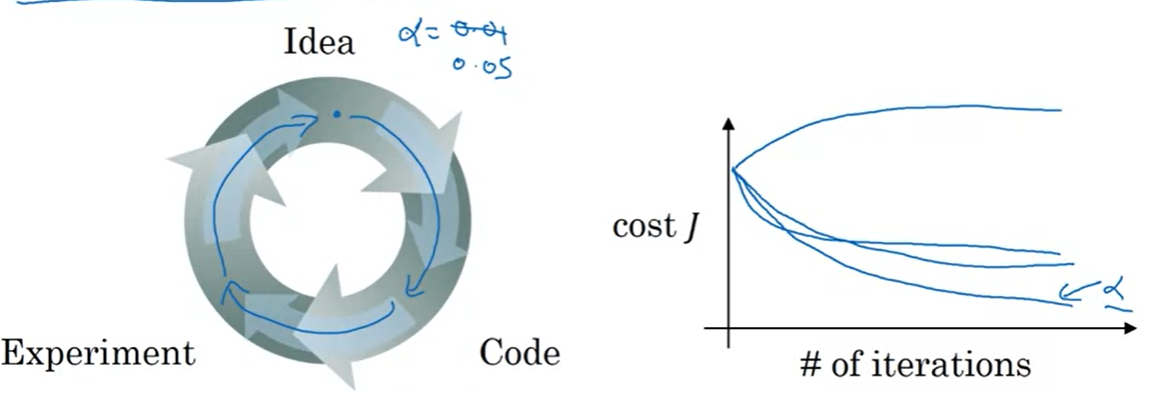 Idea
α = 0.01
0.05
Experiment
Code
cost J
α
# of iterations